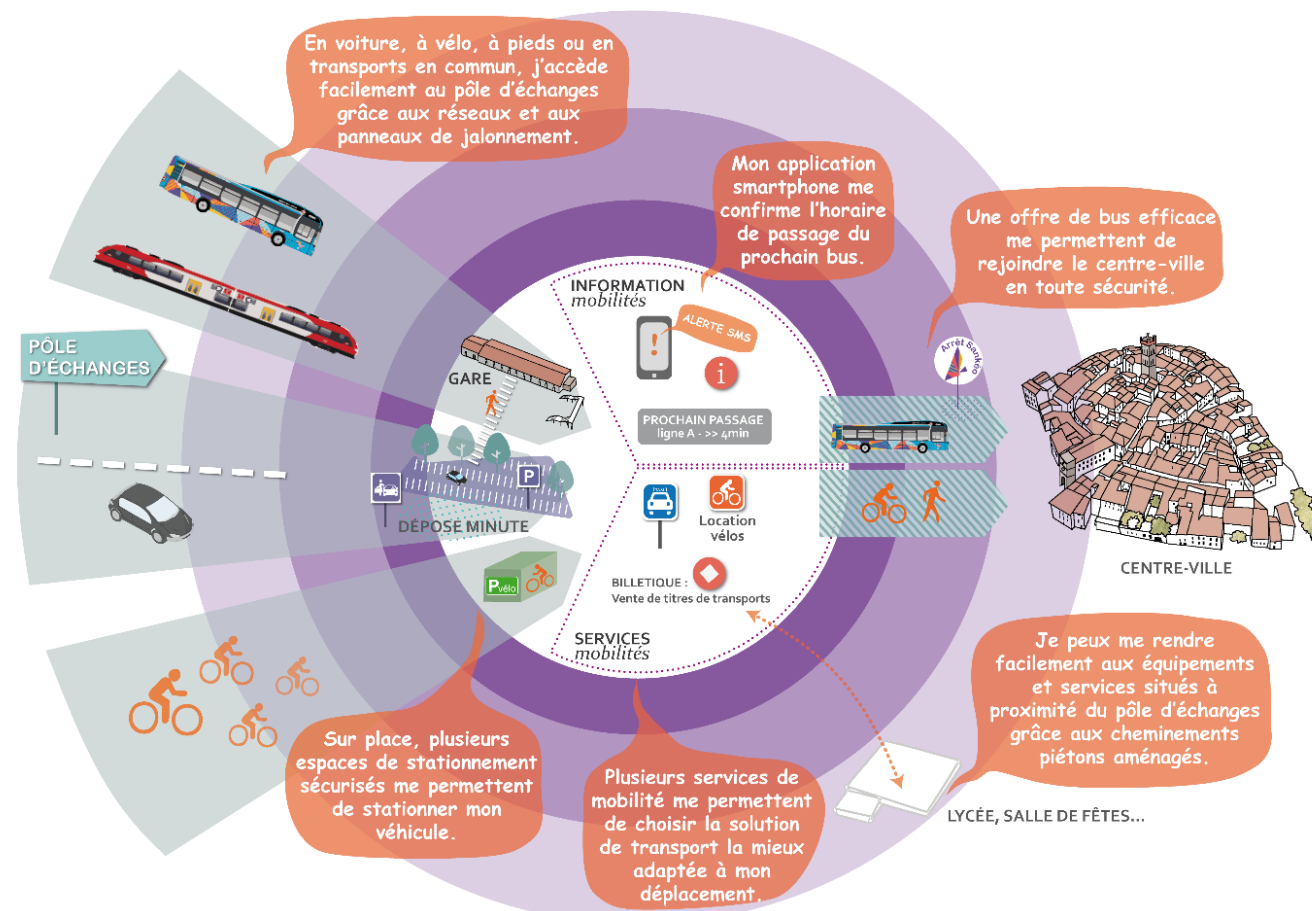 En voiture, à vélo, à pieds ou en
transports en commun, j'accède
facilement au pôle d'échanges
grâce aux réseaux et aux
panneaux de jalonnement.
Mon application
smartphone me
confirme l'horaire
de passage du
prochain bus.
Une offre de bus efficace
me permettent de
rejoindre le centre-ville
en toute sécurité.
INFORMATION
mobilités
ALERTE SMS
i
PÔLE
D'ÉCHANGES
GARE
Arrêt Sankéo
PROCHAIN PASSAGE
ligne A - >> 4min
P
DÉPOSE MINUTE
TAXI
Location
vélos
P vélo
BILLETIQUE :
Vente de titres de transports
SERVICES
mobilités
CENTRE-VILLE
Je peux me rendre
facilement aux équipements
et services situés à
proximité du pôle d'échanges
grâce aux cheminements
piétons aménagés.
Sur place, plusieurs
espaces de stationnement
sécurisés me permettent
de stationner mon
véhicule.
Plusieurs services de
mobilité me permettent
de choisir la solution
de transport la mieux
adaptée à mon
déplacement.
LYCÉE, SALLE DE FÊTES...